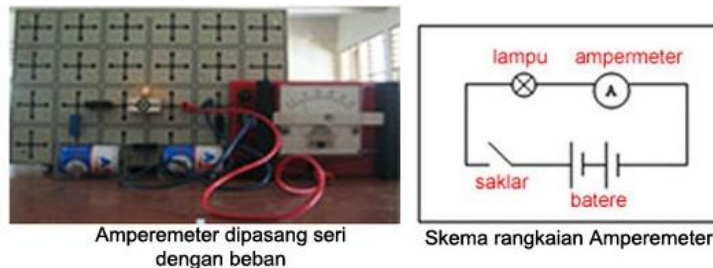 lampu ampermeter
A
saklar
batere
Amperemeter dipasang seri
dengan beban
Skema rangkaian Amperemeter